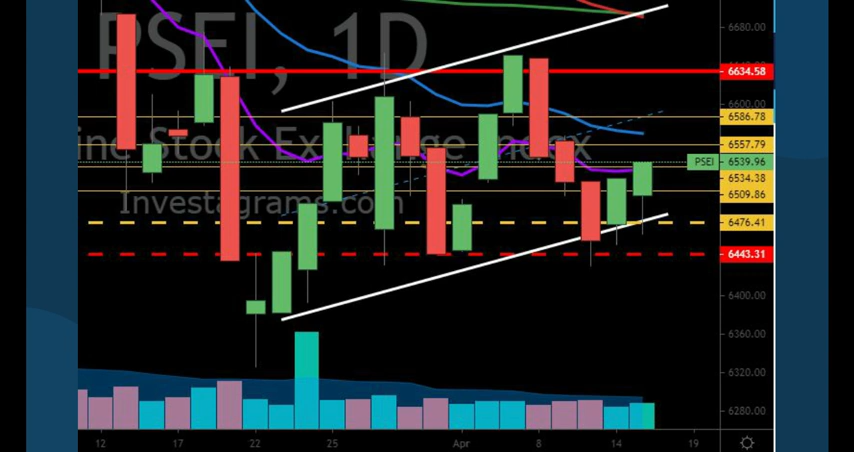 PSEI, 1D
ine Stock Exchange Index
Investagrams.com
6680.00
6634.58
6600.00
6586.78
6557.79
PSEI 6539.96
6534.38
6509.86
6476.41
6443.31
6400.00
6360.00
6320.00
6280.00
12 17 22 25 Apr 8 14 19